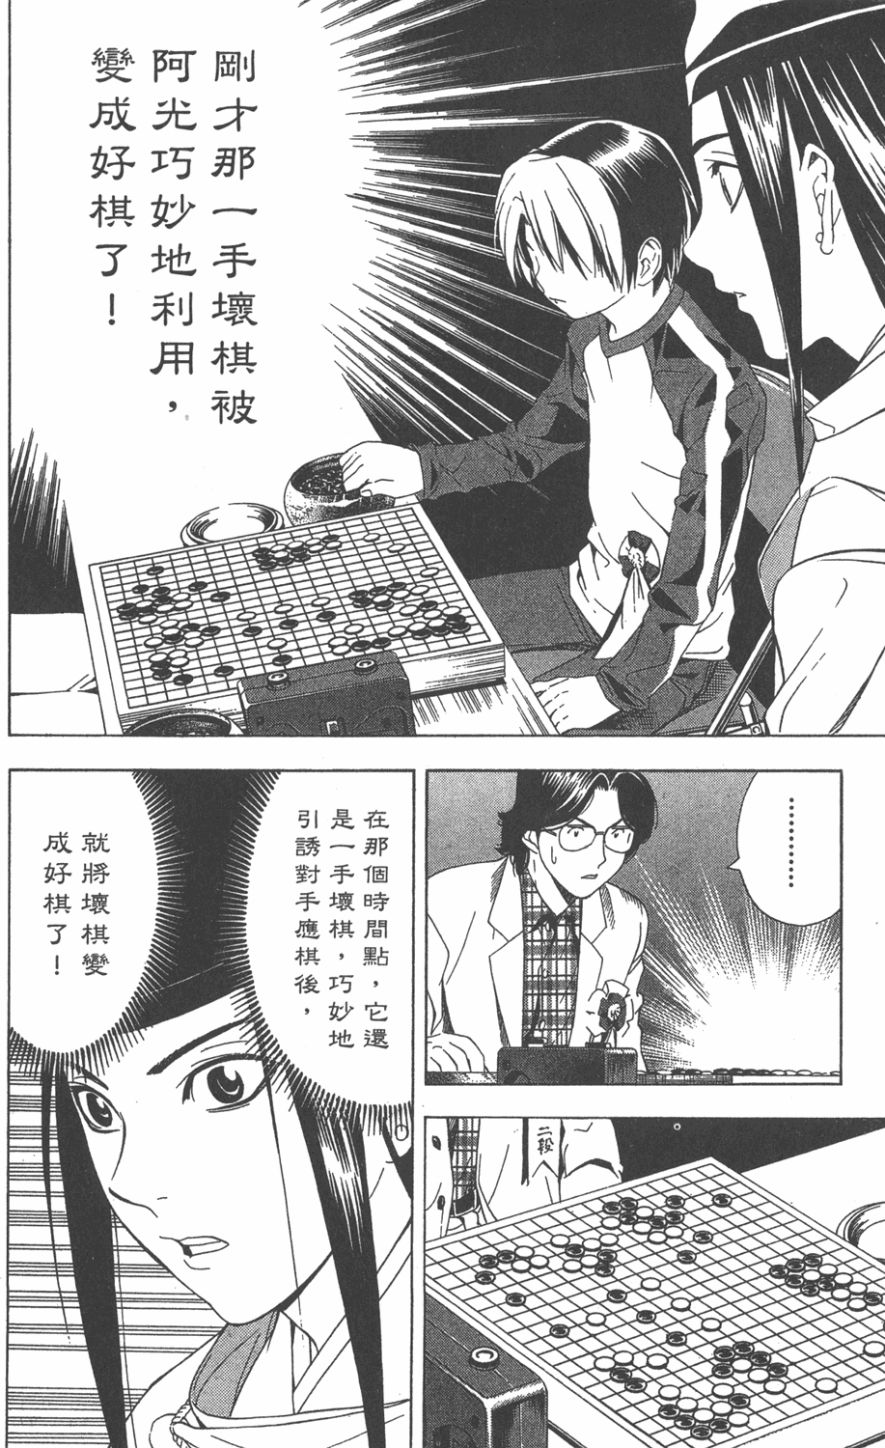 剛才那一手壞棋被
阿光巧妙地利用，
變成好棋了！
………
在那個時間點，它還
是一手壞棋，巧妙地
引誘對手應棋後，
就將壞棋變
成好棋了！
二段